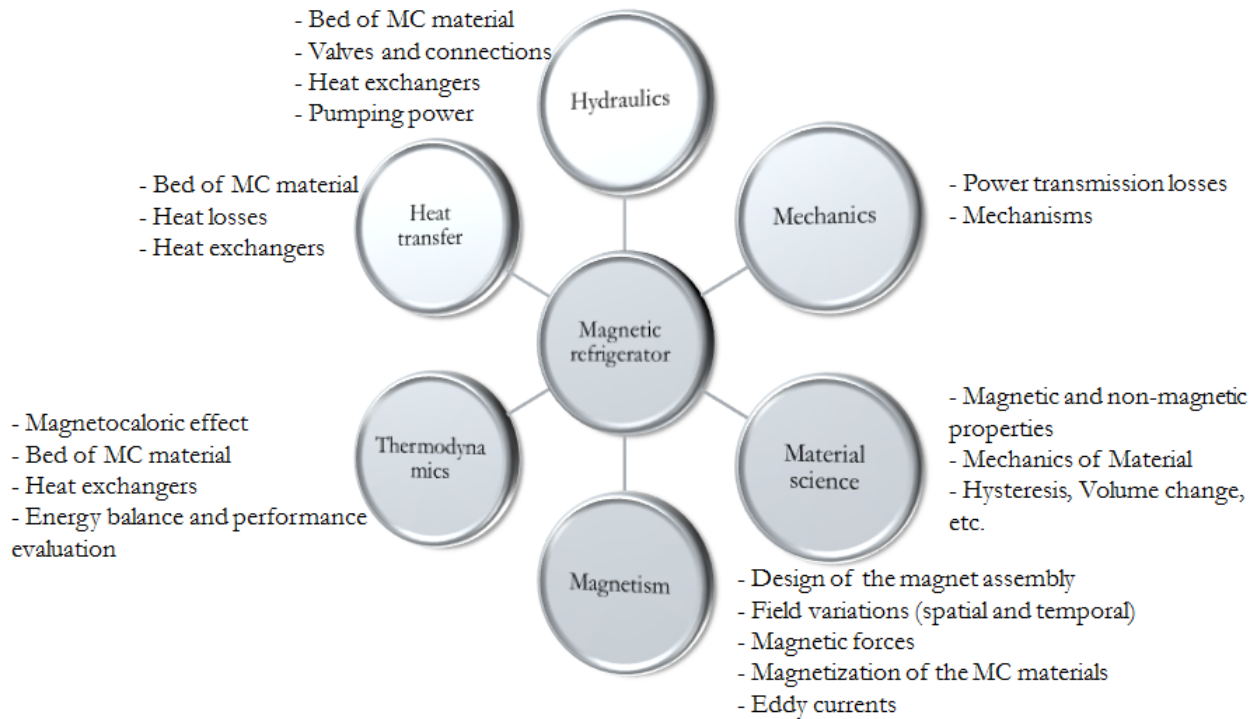 - Bed of MC material
- Valves and connections
- Heat exchangers
- Pumping power
Hydraulics
- Bed of MC material
- Heat losses
- Heat exchangers
Heat
transfer
Mechanics
- Power transmission losses
- Mechanisms
Magnetic
refrigerator
- Magnetocaloric effect
- Bed of MC material
- Heat exchangers
- Energy balance and performance
evaluation
Thermodyna
mics
Material
science
- Magnetic and non-magnetic
properties
- Mechanics of Material
- Hysteresis, Volume change,
etc.
Magnetism
- Design of the magnet assembly
- Field variations (spatial and temporal)
- Magnetic forces
- Magnetization of the MC materials
- Eddy currents